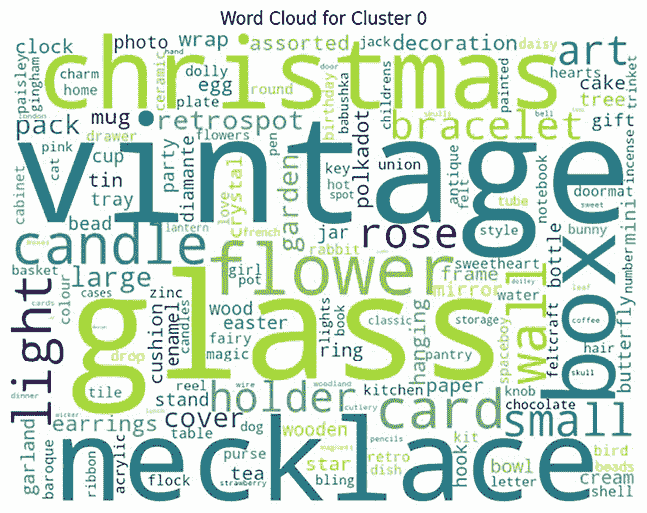 Word Cloud for Cluster 0
clock photo wrap assorted jack decoration daisy art
paisley gingham charm home christmas hand dolly egg plate ceramic round birthday door babushka childrens painted hearts cake tree trinket
london pack mug retrospot skulls bracelet bell gift
pink cat drawer cup tin tray flowers party diamante pen key hot spot polkadot union antique felt tube notebook doormat incense
cabinet vintage love crystal garden jar style sweet mini
bead lantern french rose rabbit sweetheart bottle bunny number
candle flower girl pot frame mirror water wall box leaf
basket large colour cards cases zinc wood lights book classic storage dolley coffee butterfly
light glass cushion enamel candles easter fairy magic ring hanging pantry spaceboy feltcraft hair
drop tile reel wire woodland kitchen paper knob skull
dinner stand holder cutlery card chocolate small
earrings cover table dog wooden pencils
garland baroque wicker lunch necklace purse tea star retro dish hook kit bowl letter bird beads cream shell
ribbon acrylic flock strawberry bling magnets